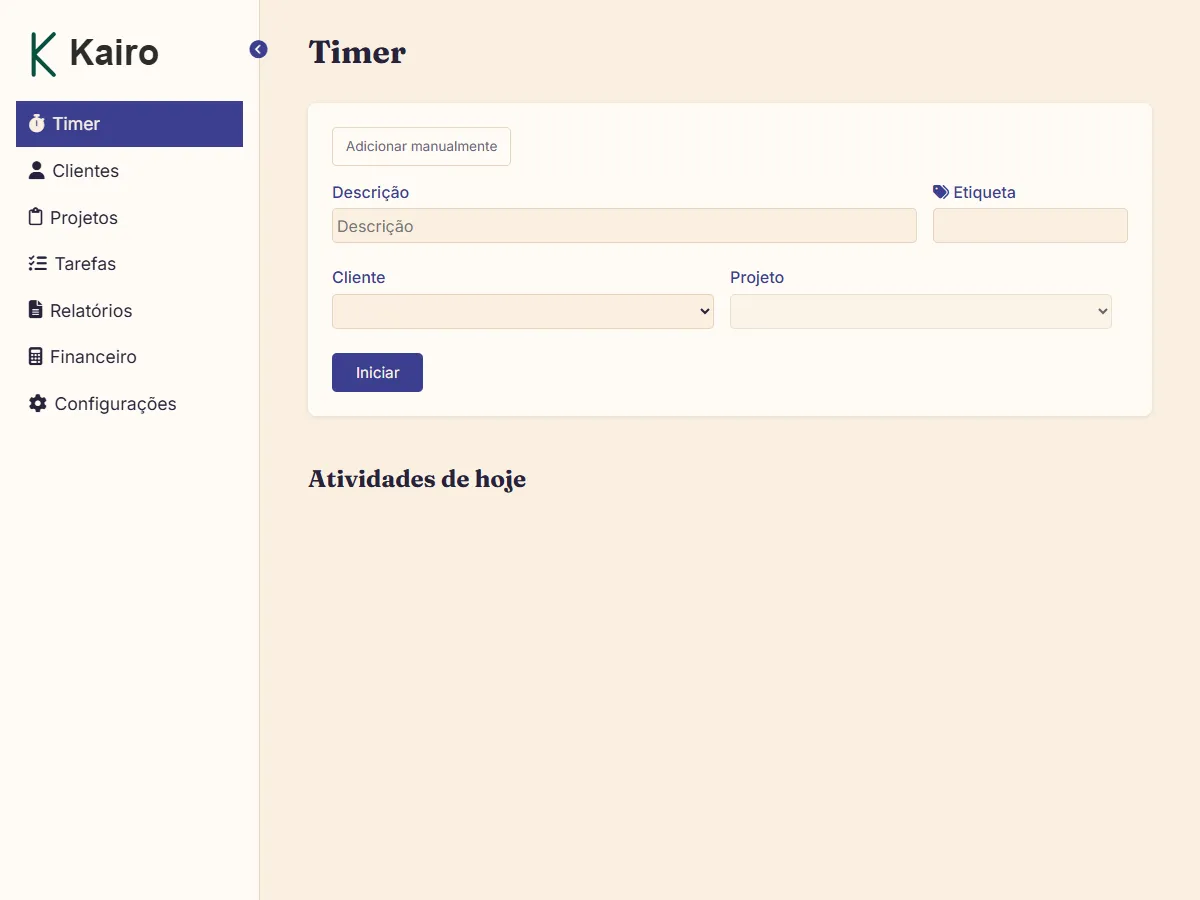 Kairo
Timer
Clientes
Projetos
Tarefas
Relatórios
Financeiro
Configurações
Timer
Adicionar manualmente
Descrição
Etiqueta
Descrição
Cliente
Projeto
Iniciar
Atividades de hoje